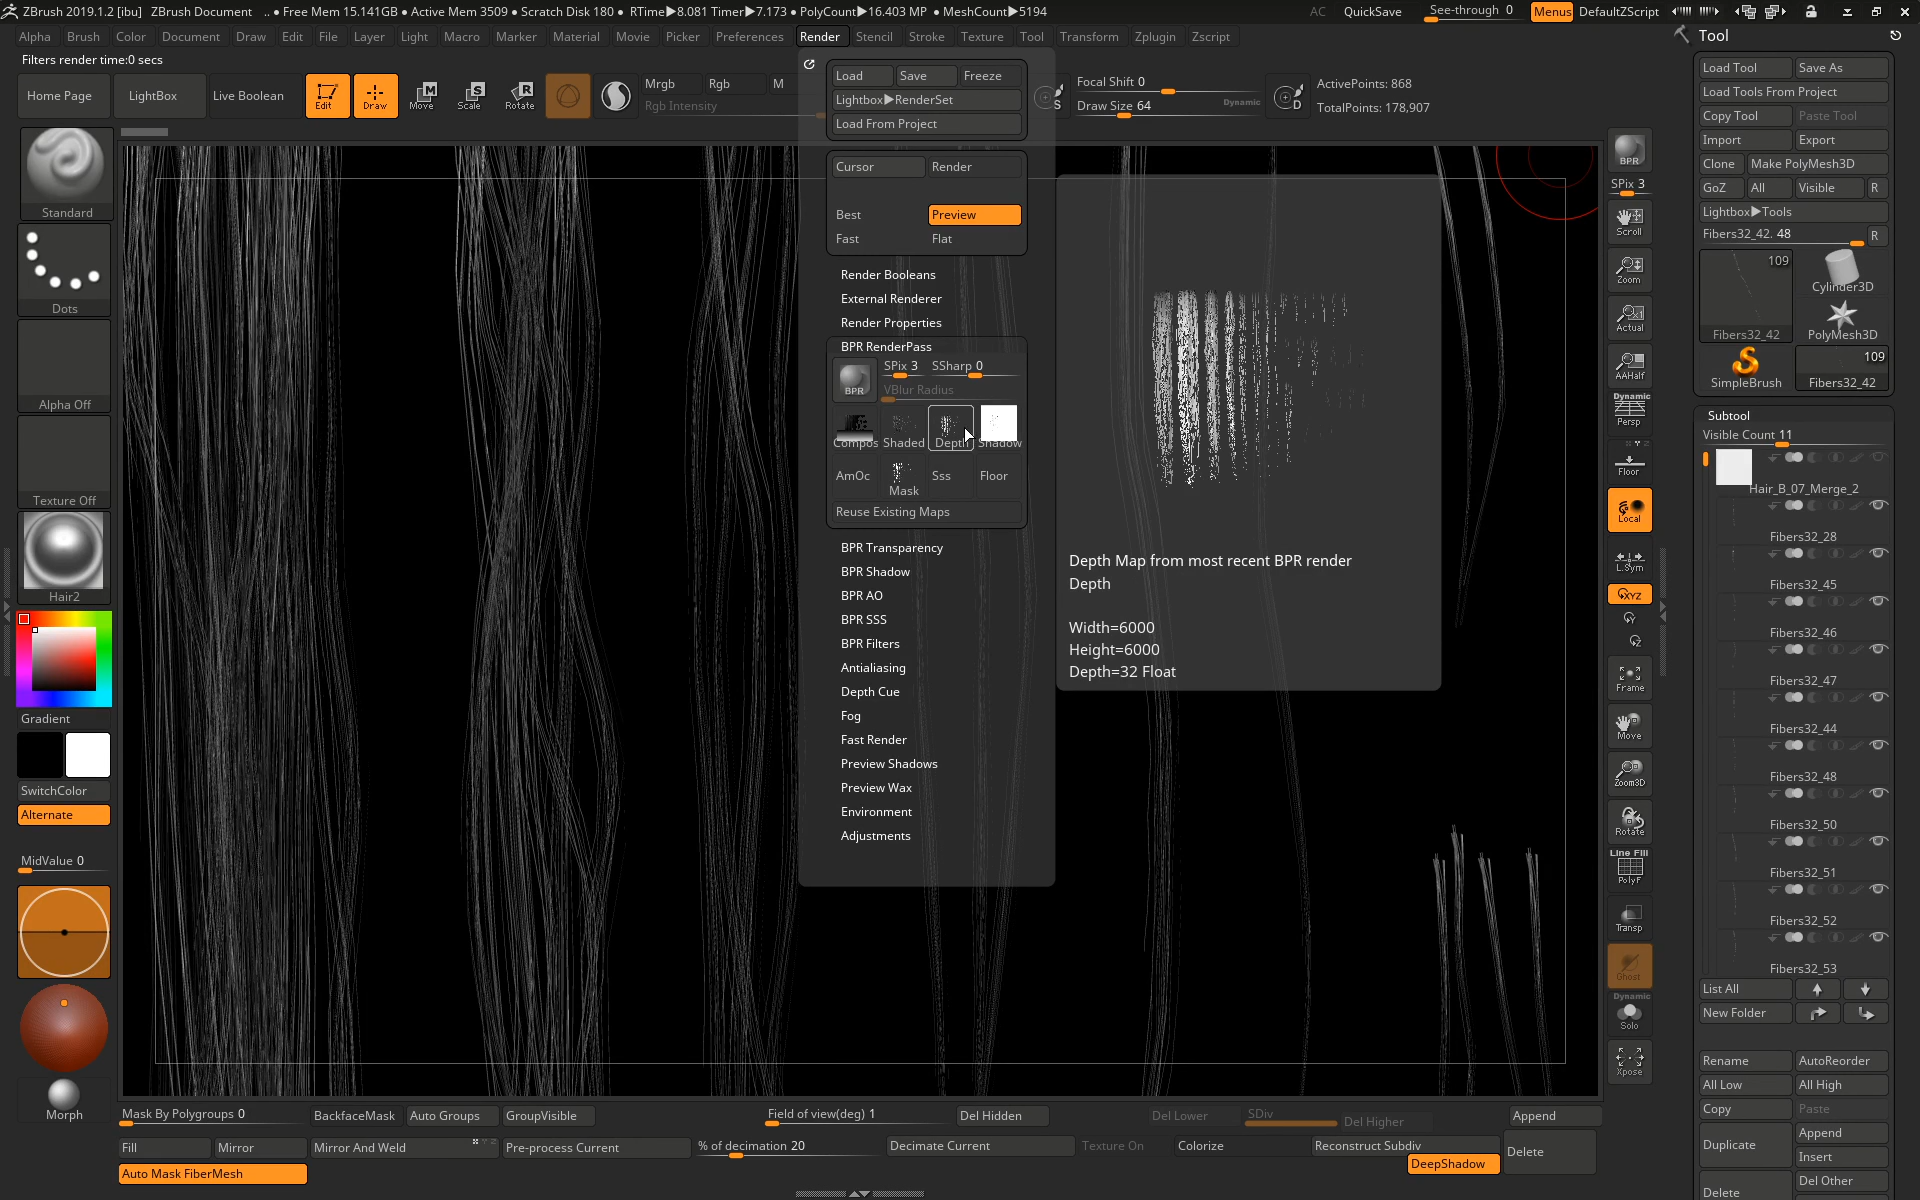 ZBrush 2019.1.2 [ibu] ZBrush Document .. • Free Mem 15.141GB • Active Mem 3509 • Scratch Disk 180 • RTime▶8.081 Timer▶7.173 • PolyCount▶16.403 MP • MeshCount▶5194 AC QuickSave See-through 0 Menus DefaultZScript
Alpha Brush Color Document Draw Edit File Layer Light Macro Marker Material Movie Picker Preferences Render Stencil Stroke Texture Tool Transform Zplugin Zscript
Filters render time:0 secs
Home Page LightBox Live Boolean Edit Draw Move Scale Rotate
M S R
Mrgb Rgb M
Rgb Intensity
Focal Shift 0
Draw Size 64 Dynamic
S D
ActivePoints: 868
TotalPoints: 178,907
Standard
Dots
Alpha Off
Texture Off
Hair2
Gradient
SwitchColor
Alternate
MidValue 0
Morph
Load Save Freeze
Lightbox▶RenderSet
Load From Project
Cursor Render
Best Preview
Fast Flat
Render Booleans
External Renderer
Render Properties
BPR RenderPass
BPR SPix 3 SSharp 0
VBlur Radius
Compos Shaded Depth Shadow
AmOc Mask Sss Floor
Reuse Existing Maps
BPR Transparency
BPR Shadow
BPR AO
BPR SSS
BPR Filters
Antialiasing
Depth Cue
Fog
Fast Render
Preview Shadows
Preview Wax
Environment
Adjustments
Depth Map from most recent BPR render
Depth
Width=6000
Height=6000
Depth=32 Float
BPR
SPix 3
Scroll
Zoom
Actual
AAHalf
Dynamic
Persp
Floor
Local
L.Sym
XYZ
Y
Z
Frame
Move
Zoom3D
Rotate
Line Fill
PolyF
Transp
Ghost
Dynamic
Solo
Xpose
Tool
Load Tool Save As
Load Tools From Project
Copy Tool Paste Tool
Import Export
Clone Make PolyMesh3D
GoZ All Visible R
Lightbox▶Tools
Fibers32_42. 48 R
109
Cylinder3D
Fibers32_42 PolyMesh3D
109
SimpleBrush Fibers32_42
Subtool
Visible Count 11
Hair_B_07_Merge_2
Fibers32_28
Fibers32_45
Fibers32_46
Fibers32_47
Fibers32_44
Fibers32_48
Fibers32_50
Fibers32_51
Fibers32_52
Fibers32_53
List All
New Folder
Rename AutoReorder
All Low All High
Copy Paste
Duplicate Append
Insert
Delete Del Other
Mask By Polygroups 0 BackfaceMask Auto Groups GroupVisible Field of view(deg) 1 Del Hidden Del Lower SDiv Del Higher Append
Fill Mirror Mirror And Weld Pre-process Current % of decimation 20 Decimate Current Texture On Colorize Reconstruct Subdiv Delete
Auto Mask FiberMesh DeepShadow